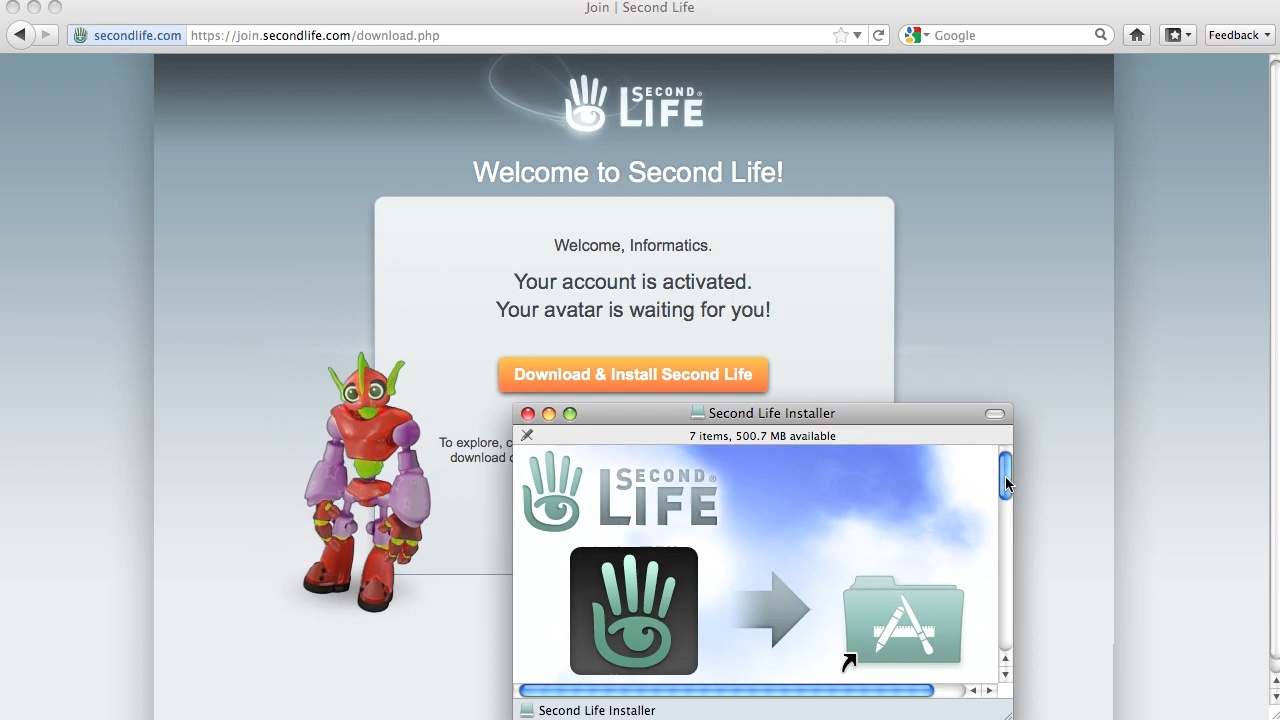 Join | Second Life
secondlife.com https://join.secondlife.com/download.php
Google
Feedback
SECOND
LIFE
Welcome to Second Life!
Welcome, Informatics.
Your account is activated.
Your avatar is waiting for you!
Download & Install Second Life
To explore, c
download
Second Life Installer
7 items, 500.7 MB available
SECOND
LIFE
Second Life Installer